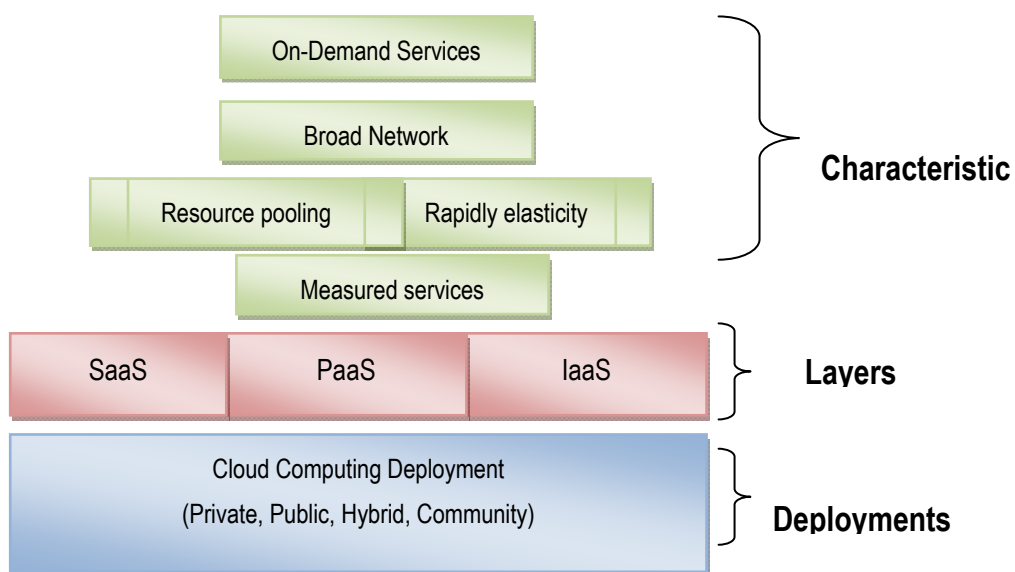 On-Demand Services
Broad Network
Characteristic
Resource pooling
Rapidly elasticity
Measured services
SaaS
PaaS
IaaS
Layers
Cloud Computing Deployment
(Private, Public, Hybrid, Community)
Deployments